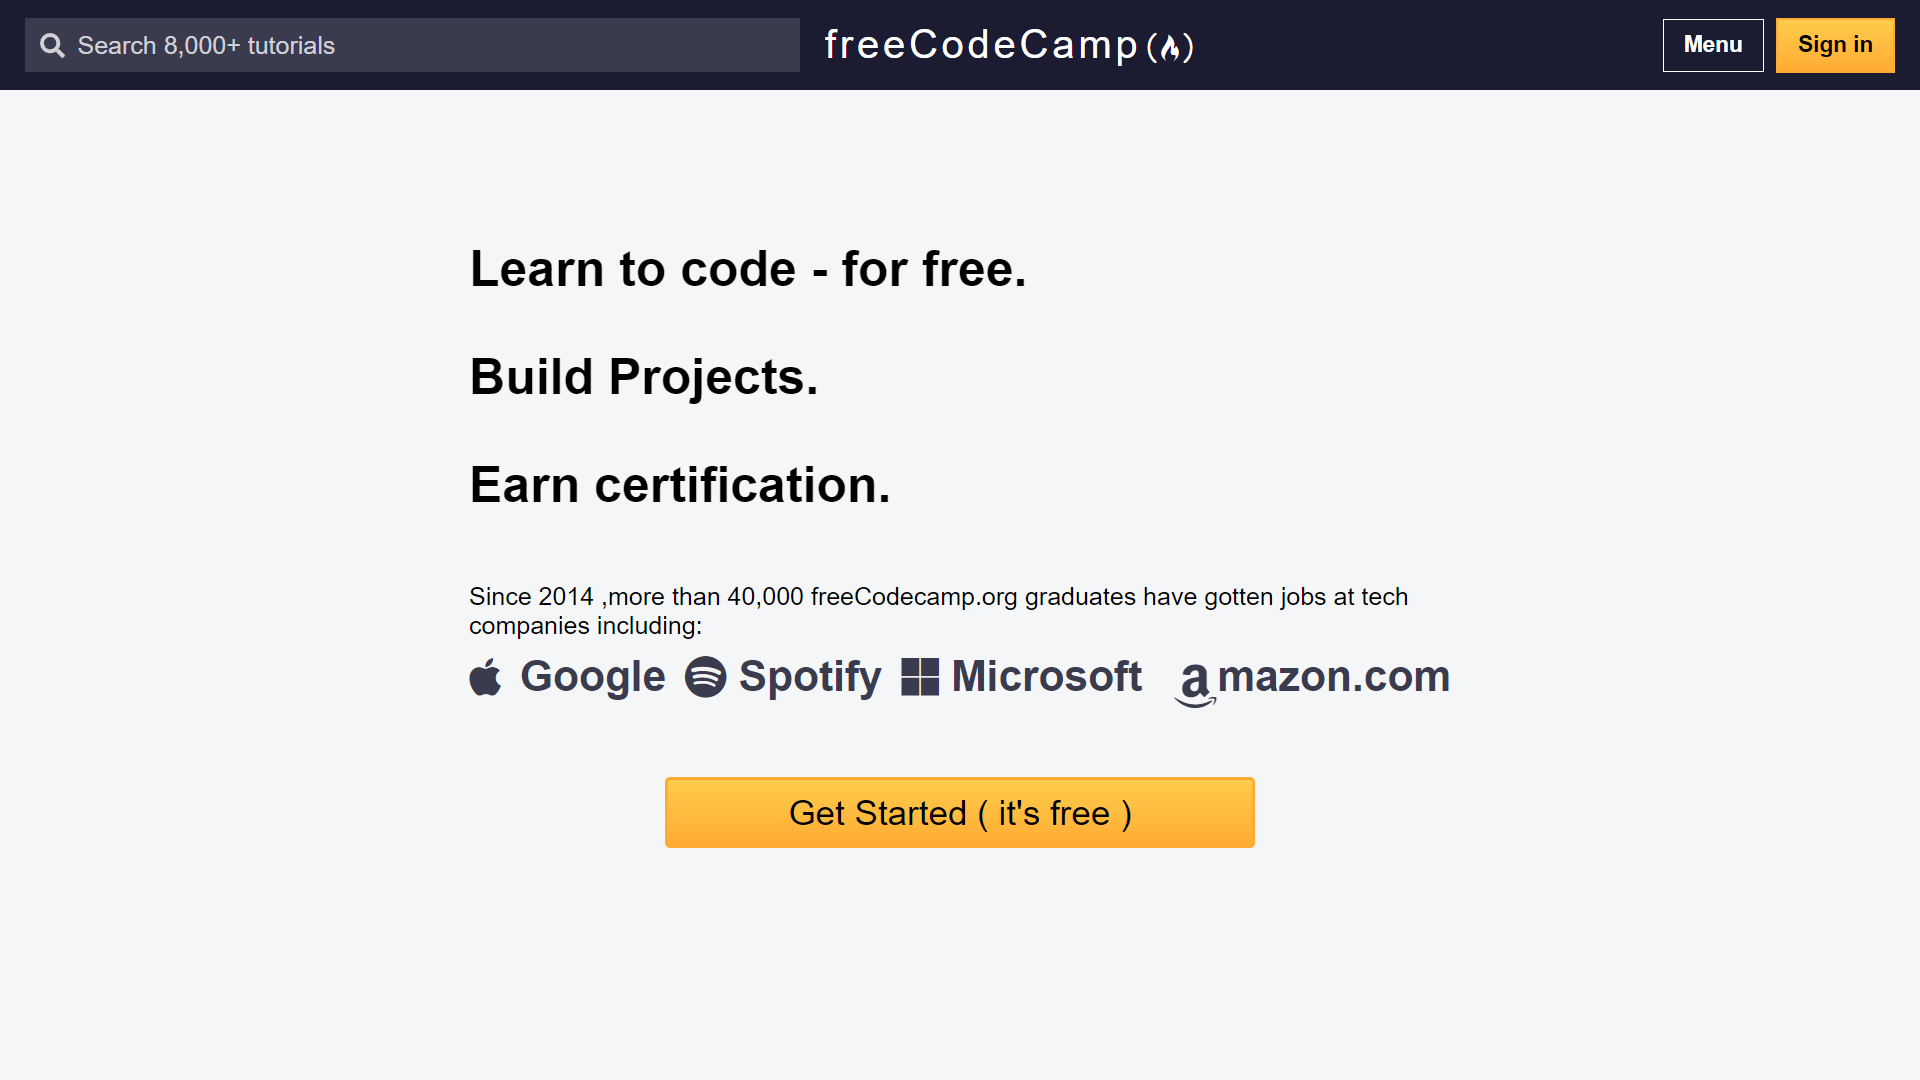 Search 8,000+ tutorials
freeCodeCamp(🔥)
Menu
Sign in
Learn to code - for free.
Build Projects.
Earn certification.
Since 2014 ,more than 40,000 freeCodecamp.org graduates have gotten jobs at tech
companies including:
Google Spotify Microsoft amazon.com
Get Started ( it's free )